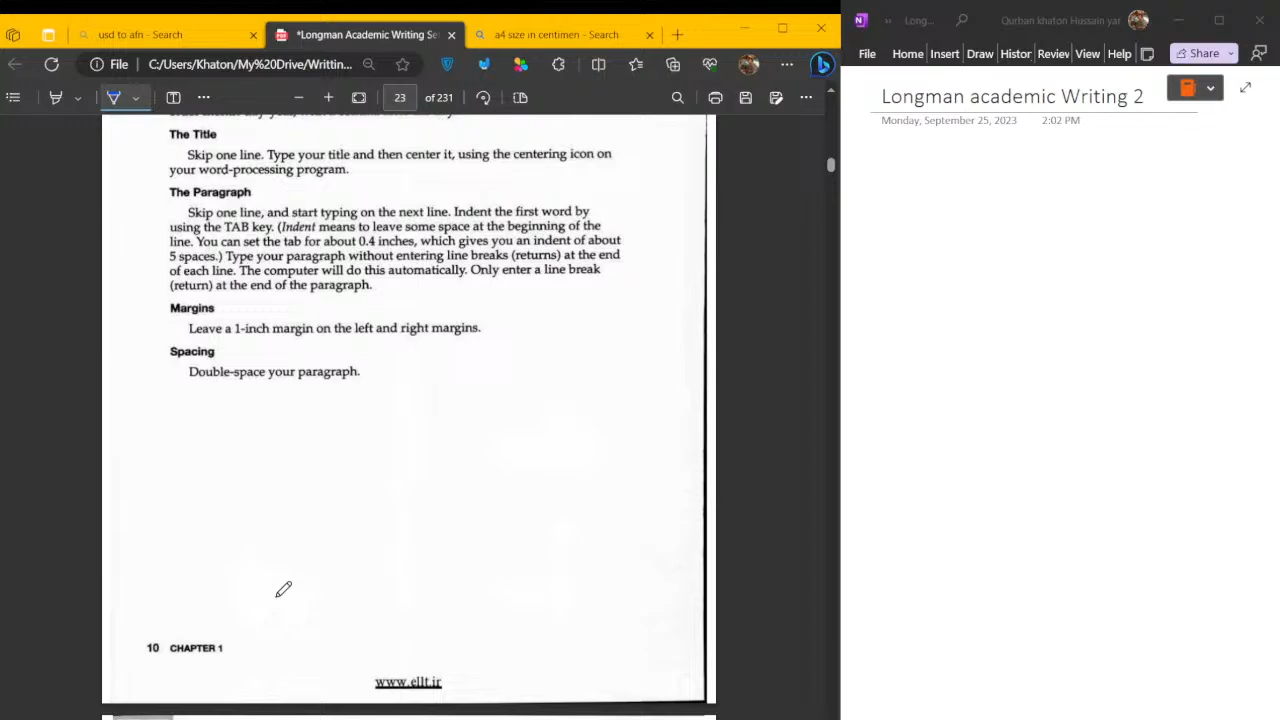 usd to afn - Search
*Longman Academic Writing Se
a4 size in centimen - Search
File
C:/Users/Khaton/My%20Drive/Writtin...
23 of 231
The Title
Skip one line. Type your title and then center it, using the centering icon on
your word-processing program.
The Paragraph
Skip one line, and start typing on the next line. Indent the first word by
using the TAB key. (Indent means to leave some space at the beginning of the
line. You can set the tab for about 0.4 inches, which gives you an indent of about
5 spaces.) Type your paragraph without entering line breaks (returns) at the end
of each line. The computer will do this automatically. Only enter a line break
(return) at the end of the paragraph.
Margins
Leave a 1-inch margin on the left and right margins.
Spacing
Double-space your paragraph.
10 CHAPTER 1
www.ellt.ir
Long...
Qurban khaton Hussain yar
File Home Insert Draw Histor Review View Help
Share
Longman academic Writing 2
Monday, September 25, 2023 2:02 PM